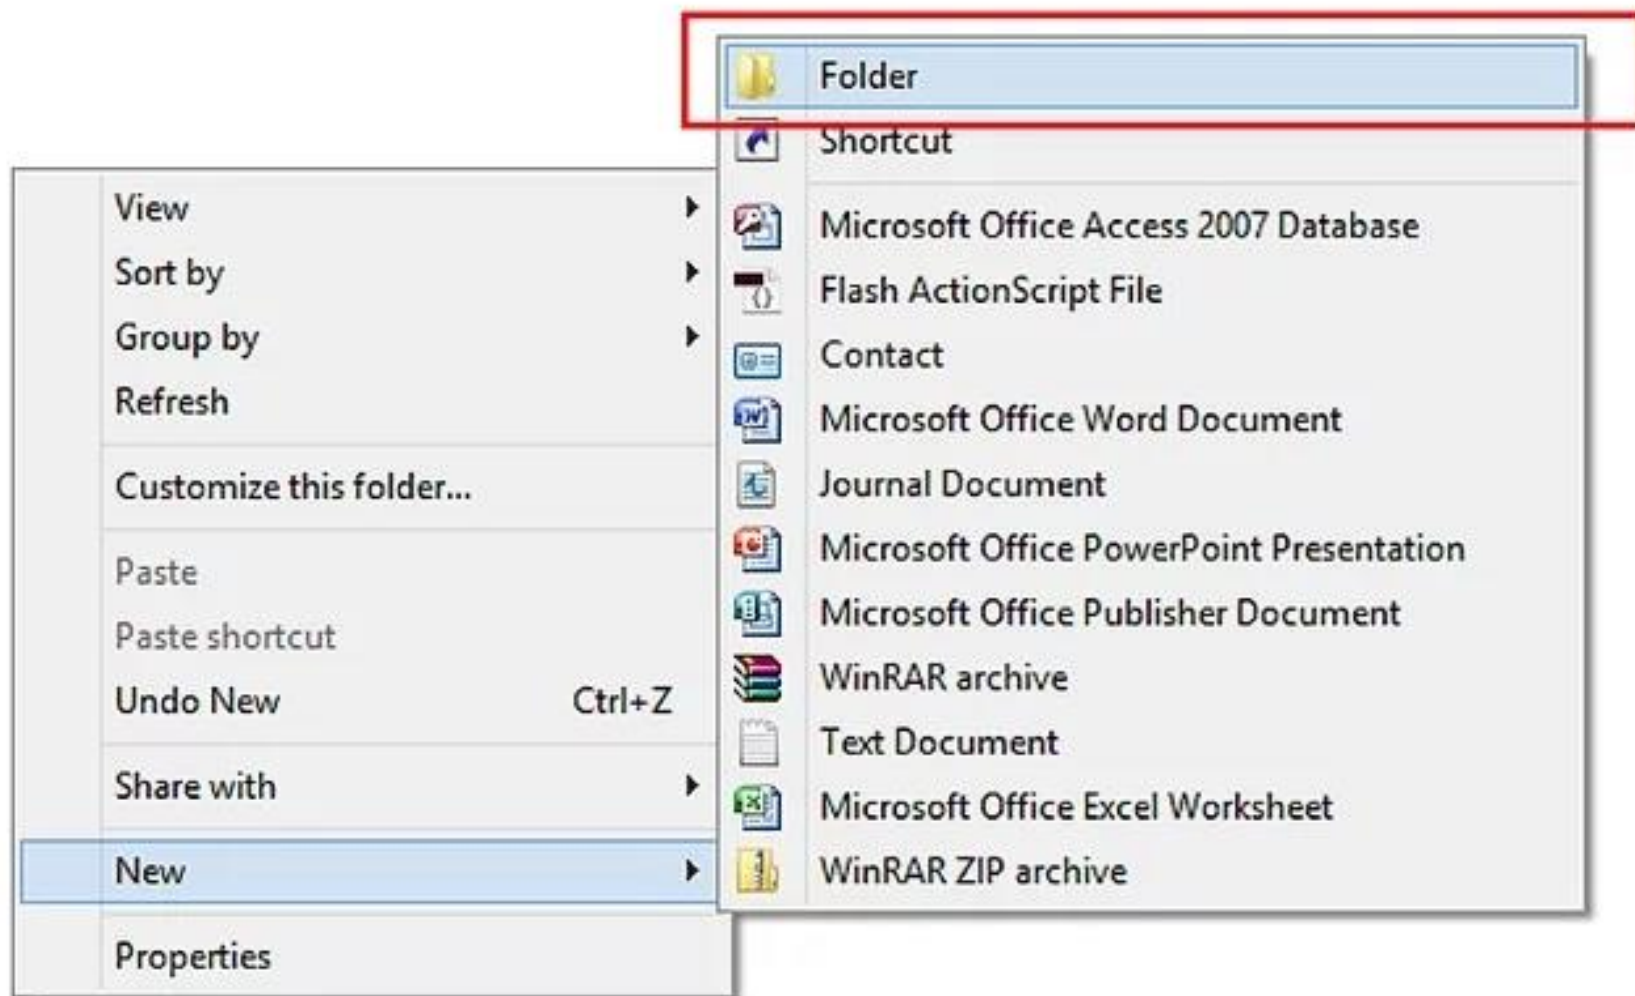 View
Sort by
Group by
Refresh
Customize this folder...
Paste
Paste shortcut
Undo New Ctrl+Z
Share with
New
Properties
Folder
Shortcut
Microsoft Office Access 2007 Database
Flash ActionScript File
Contact
Microsoft Office Word Document
Journal Document
Microsoft Office PowerPoint Presentation
Microsoft Office Publisher Document
WinRAR archive
Text Document
Microsoft Office Excel Worksheet
WinRAR ZIP archive